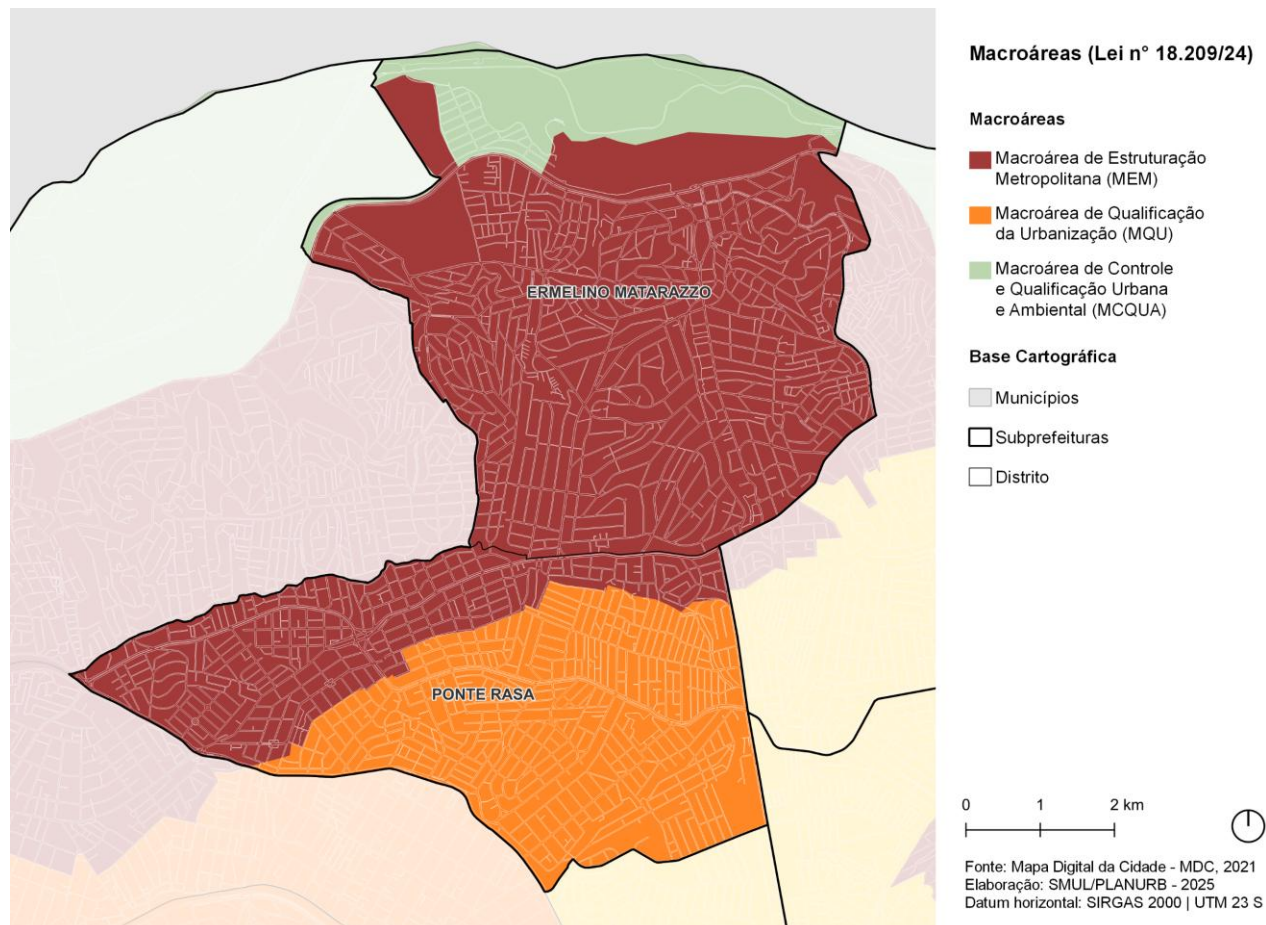 Macroáreas (Lei n° 18.209/24)
Macroáreas
Macroárea de Estruturação
Metropolitana (MEM)
Macroárea de Qualificação
da Urbanização (MQU)
Macroárea de Controle
e Qualificação Urbana
e Ambiental (MCQUA)
Base Cartográfica
Municípios
Subprefeituras
Distrito
ERMELINO MATARAZZO
PONTE RASA
0 1 2 km
Fonte: Mapa Digital da Cidade - MDC, 2021
Elaboração: SMUL/PLANURB - 2025
Datum horizontal: SIRGAS 2000 | UTM 23 S